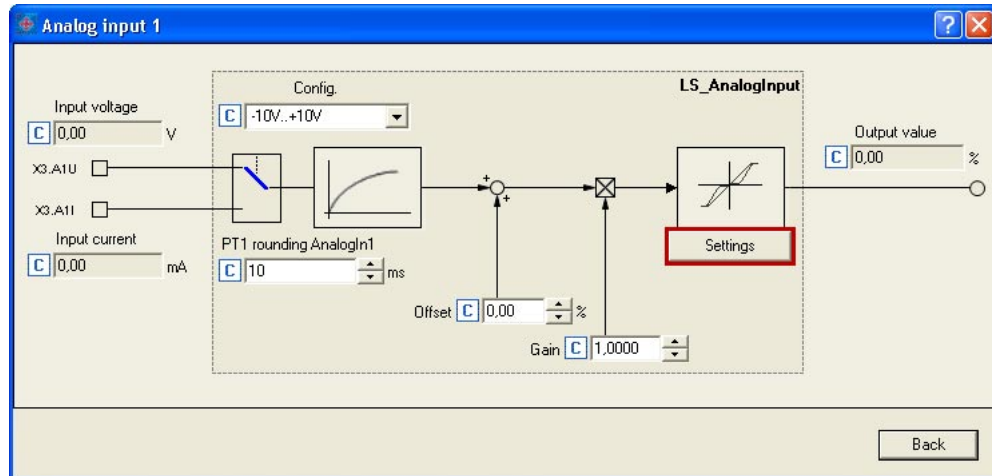 Analog input 1
LS_AnalogInput
Config.
C -10V..+10V
Input voltage
C 0,00 V
X3.A1U
X3.A1I
Input current
C 0,00 mA
PT1 rounding AnalogIn1
C 10 ms
+
+
Offset C 0,00 %
Gain C 1,0000
Settings
Output value
C 0,00 %
Back